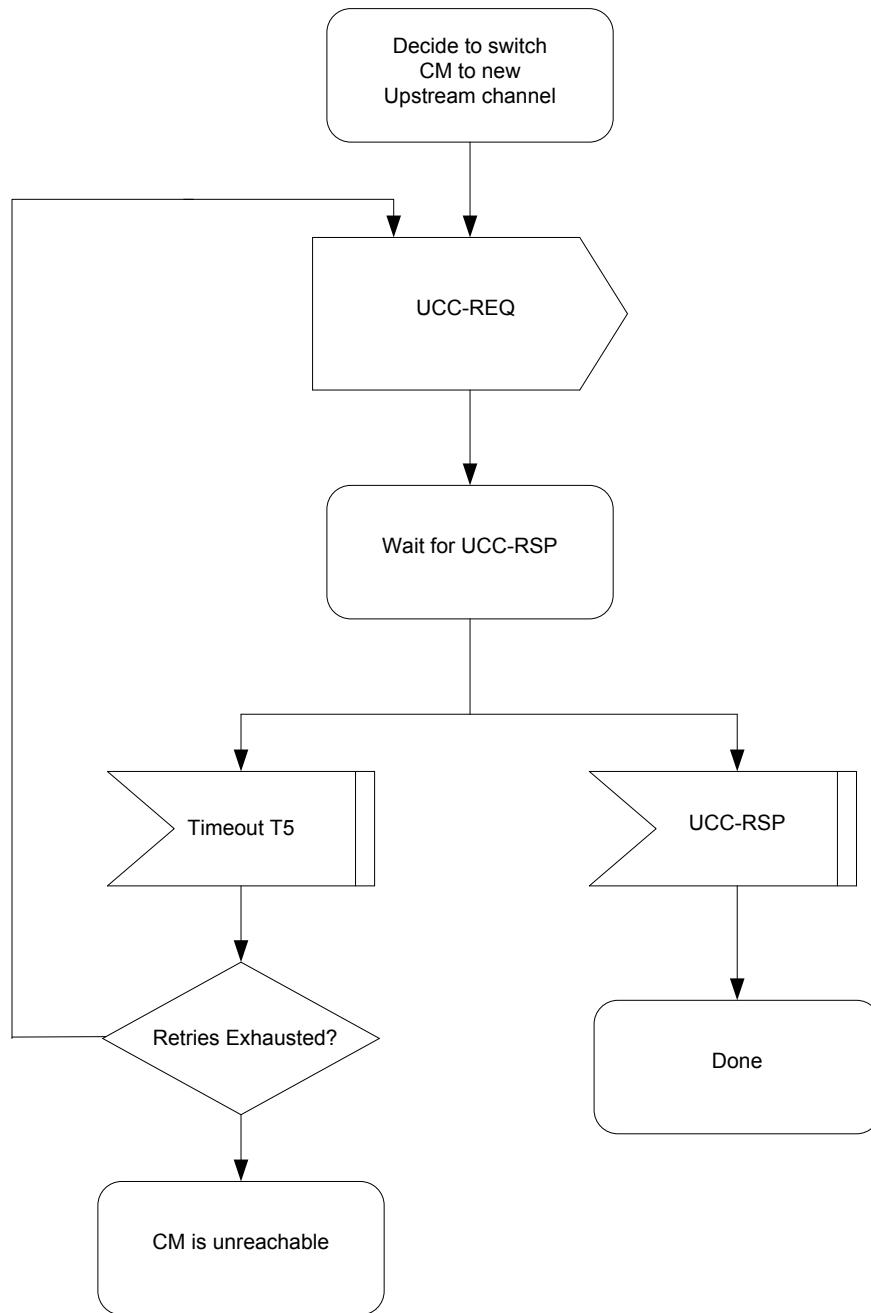 Decide to switch
CM to new
Upstream channel
UCC-REQ
Wait for UCC-RSP
Timeout T5
UCC-RSP
Retries Exhausted?
Done
CM is unreachable